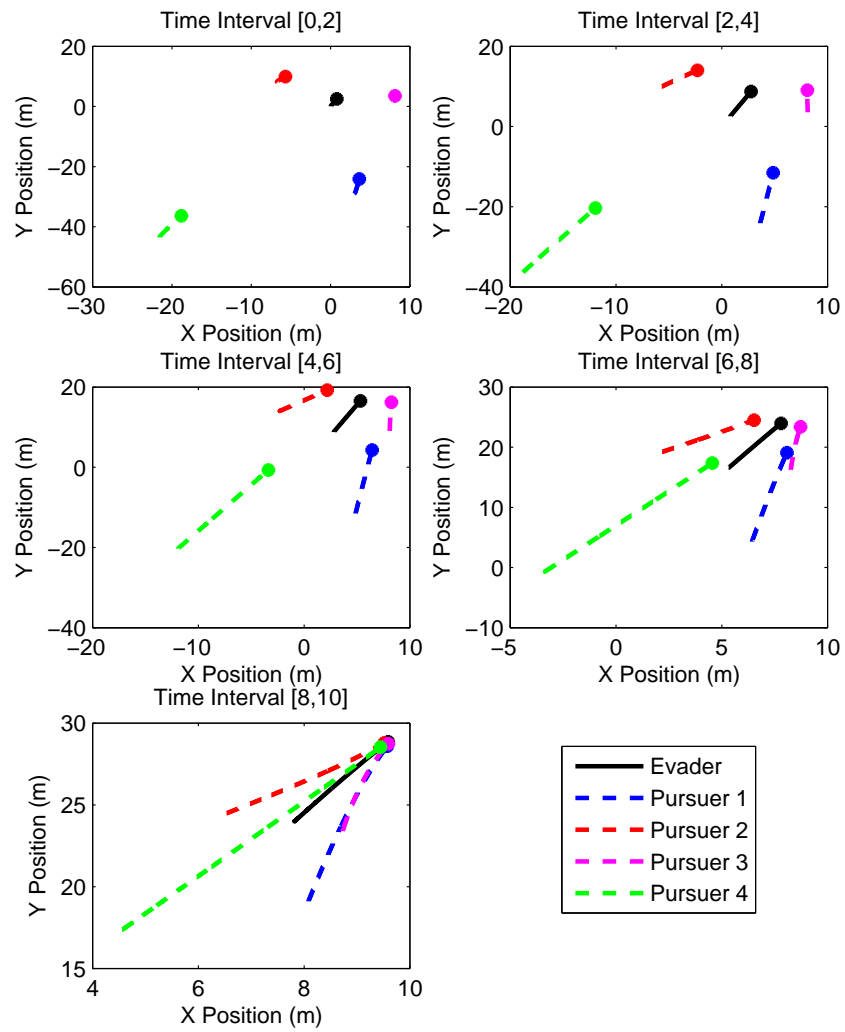 Time Interval [0,2]
Y Position (m)
20
0
−20
−40
−60
−30
−20
−10
0
10
X Position (m)
Time Interval [2,4]
Y Position (m)
20
0
−20
−40
−20
−10
0
10
X Position (m)
Time Interval [4,6]
Y Position (m)
20
0
−20
−40
−20
−10
0
10
X Position (m)
Time Interval [6,8]
Y Position (m)
30
20
10
0
−10
−5
0
5
10
X Position (m)
Time Interval [8,10]
Y Position (m)
30
25
20
15
4
6
8
10
X Position (m)
Evader
Pursuer 1
Pursuer 2
Pursuer 3
Pursuer 4